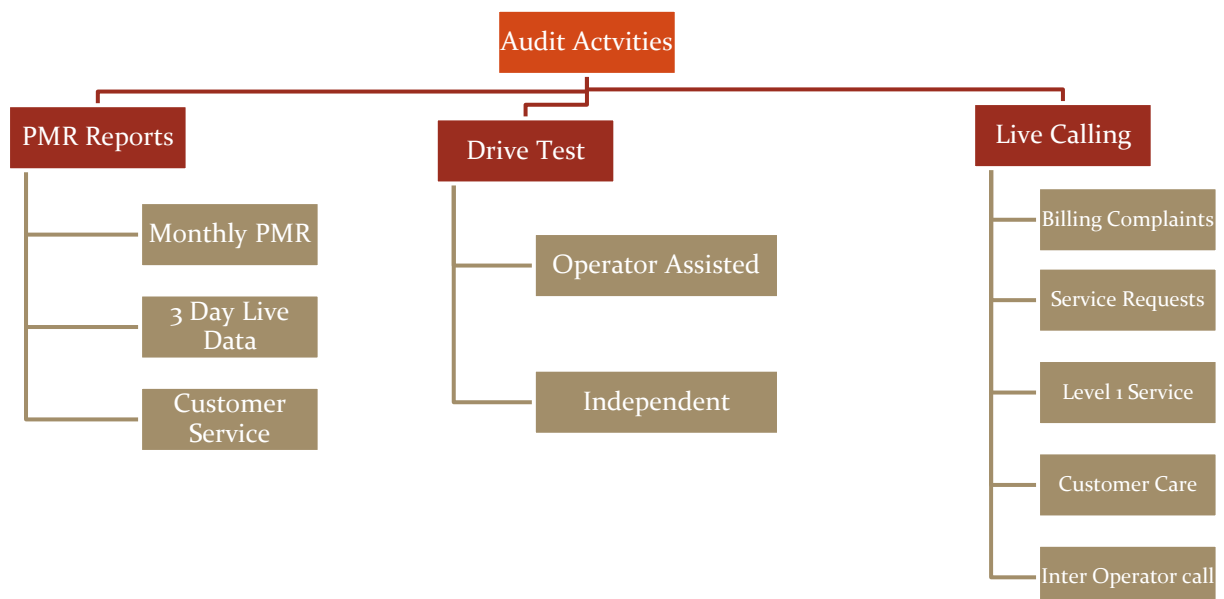 Audit Actvities
PMR Reports
Monthly PMR
3 Day Live
Data
Customer
Service
Drive Test
Operator Assisted
Independent
Live Calling
Billing Complaints
Service Requests
Level 1 Service
Customer Care
Inter Operator call